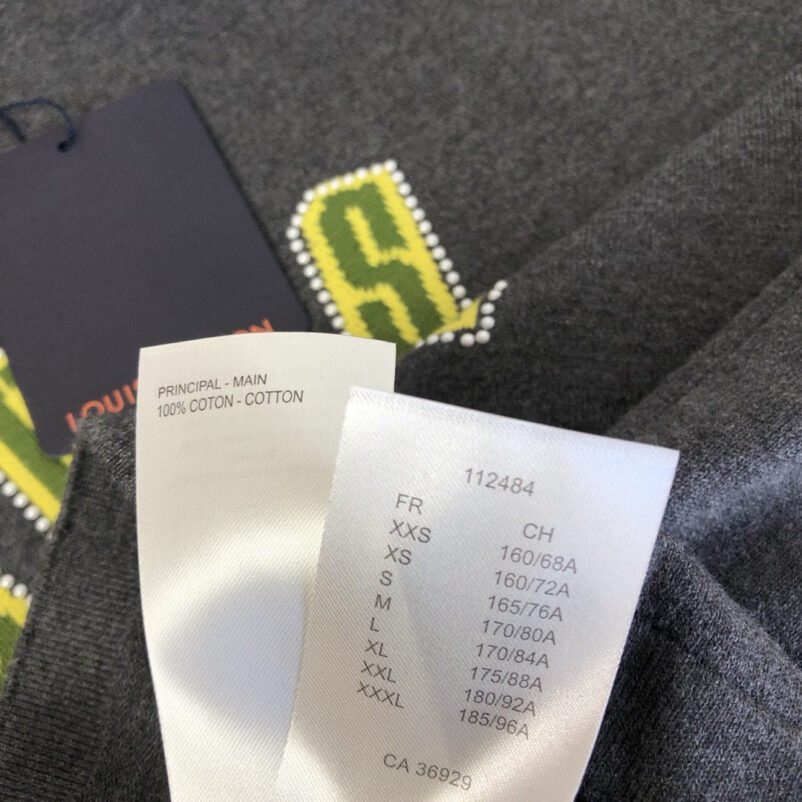 S
LOUIS
PRINCIPAL - MAIN
100% COTON - COTTON
112484
FR CH
XXS 160/68A
XS 160/72A
S 165/76A
M 170/80A
L 170/84A
XL 175/88A
XXL 180/92A
XXXL 185/96A
CA 36929